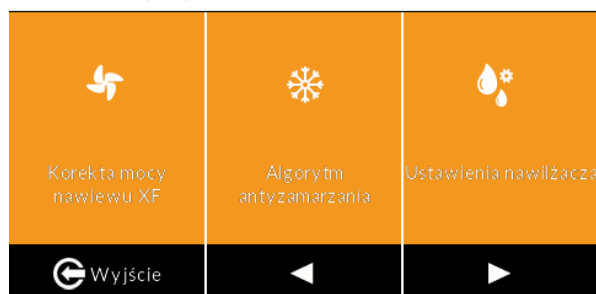 Korekta mocy
nawiewu XF
Algorytm
antyzamarzania
Ustawienia nawilżacza
Wyjście